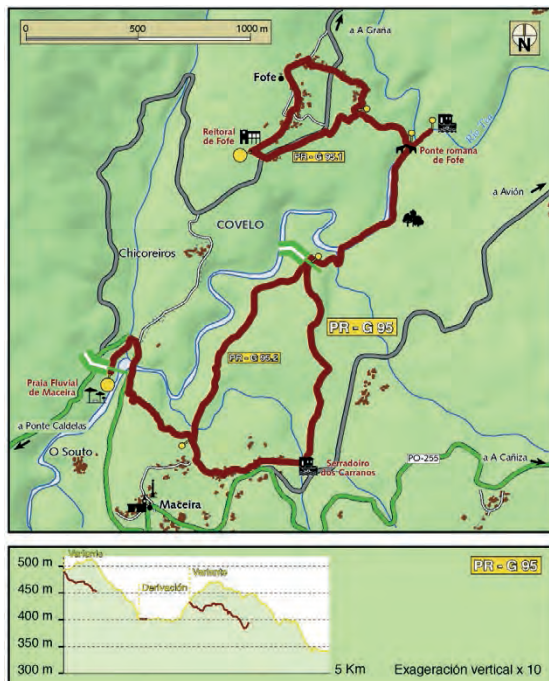 0 500 1000 m
a A Graña
N
Fofe
Reitoral
de Fofe
PR - G 95.1
Río Tea
Ponte romana
de Fofe
a Avión
COVELO
Chicoreiros
PR - G 95
PR - G 95.2
Praia Fluvial
de Maceira
a Ponte Caldelas
O Souto
Serradoiro
dos Carranos
PO-255
a A Cañiza
Maceira
500 m
450 m
400 m
350 m
300 m
Variante
Derivación
Variante
PR - G 95
5 Km
Exageración vertical x 10